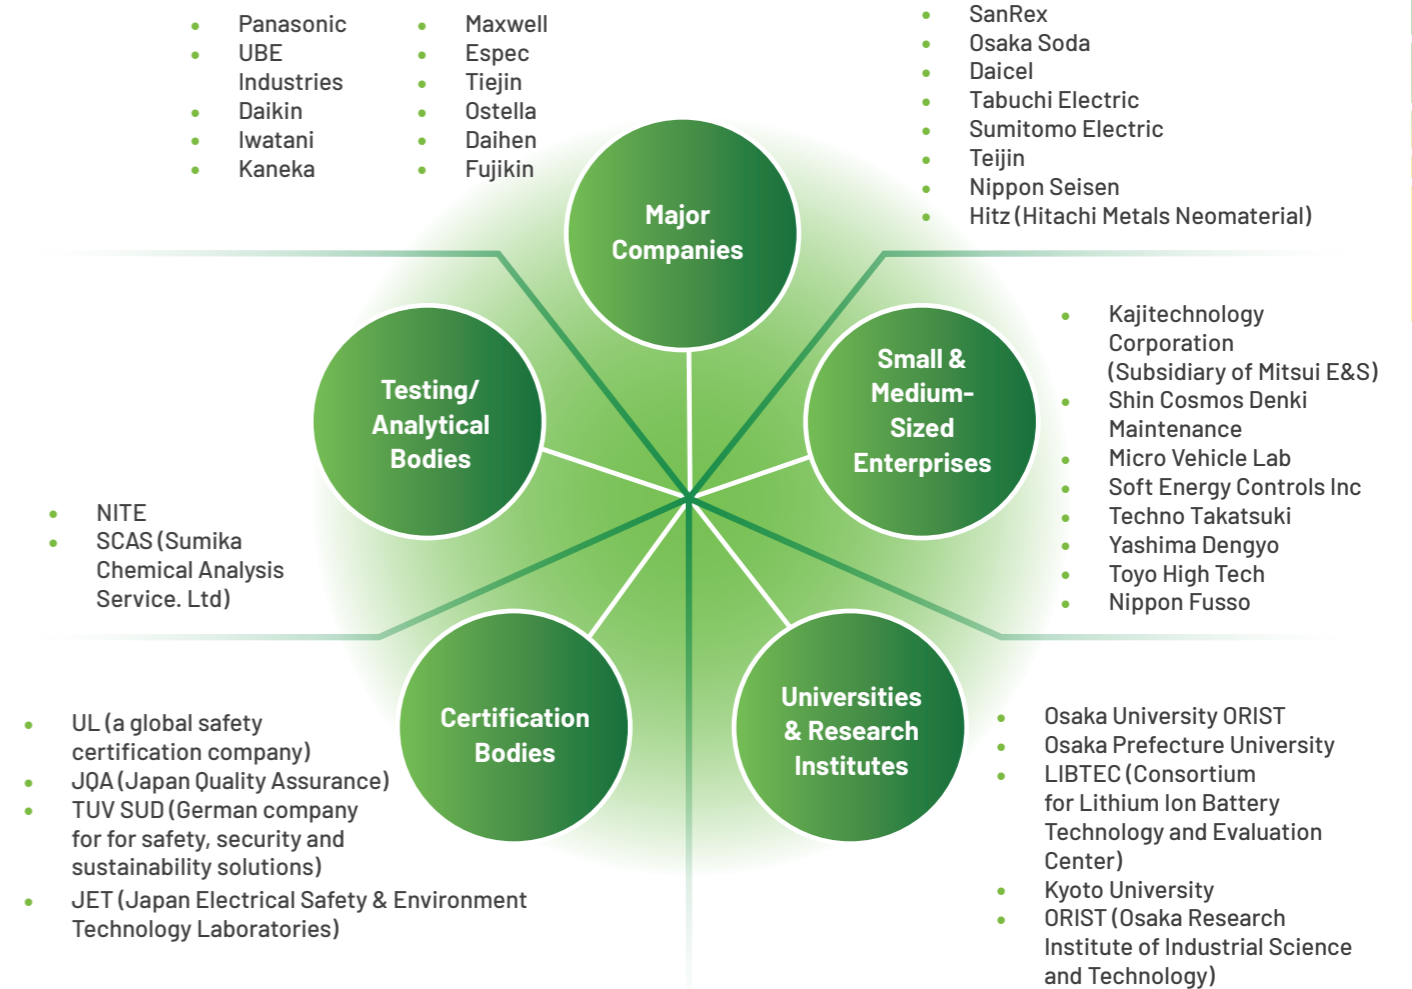 Panasonic
UBE
Industries
Daikin
Iwatani
Kaneka
Maxwell
Espec
Tiejin
Ostella
Daihen
Fujikin
SanRex
Osaka Soda
Daicel
Tabuchi Electric
Sumitomo Electric
Teijin
Nippon Seisen
Hitz (Hitachi Metals Neomaterial)
Major
Companies
Testing/
Analytical
Bodies
Small &
Medium-
Sized
Enterprises
Kajitechnology
Corporation
(Subsidiary of Mitsui E&S)
Shin Cosmos Denki
Maintenance
Micro Vehicle Lab
Soft Energy Controls Inc
Techno Takatsuki
Yashima Dengyo
Toyo High Tech
Nippon Fusso
NITE
SCAS (Sumika
Chemical Analysis
Service. Ltd)
Certification
Bodies
Universities
& Research
Institutes
UL (a global safety
certification company)
JQA (Japan Quality Assurance)
TUV SUD (German company
for for safety, security and
sustainability solutions)
JET (Japan Electrical Safety & Environment
Technology Laboratories)
Osaka University ORIST
Osaka Prefecture University
LIBTEC (Consortium
for Lithium Ion Battery
Technology and Evaluation
Center)
Kyoto University
ORIST (Osaka Research
Institute of Industrial Science
and Technology)